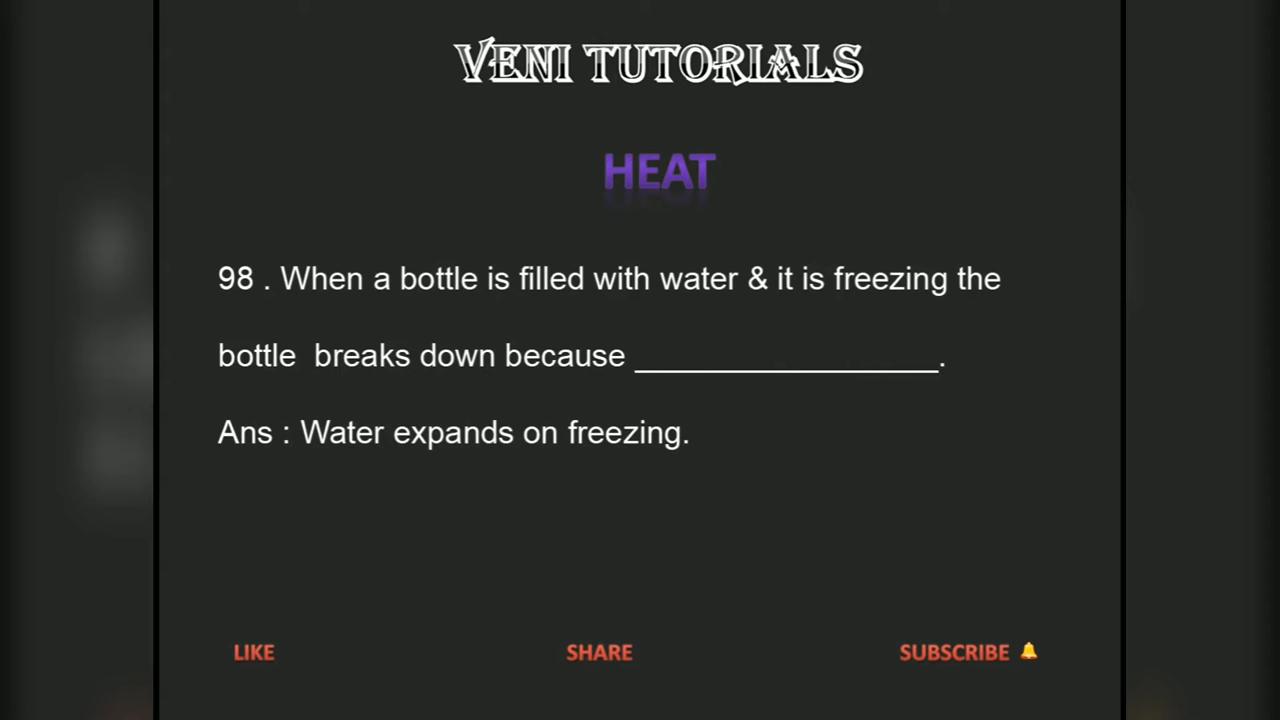 VENI TUTORIALS
HEAT
98 . When a bottle is filled with water & it is freezing the
bottle  breaks down because ___________________.
Ans : Water expands on freezing.
LIKE
SHARE
SUBSCRIBE 🔔